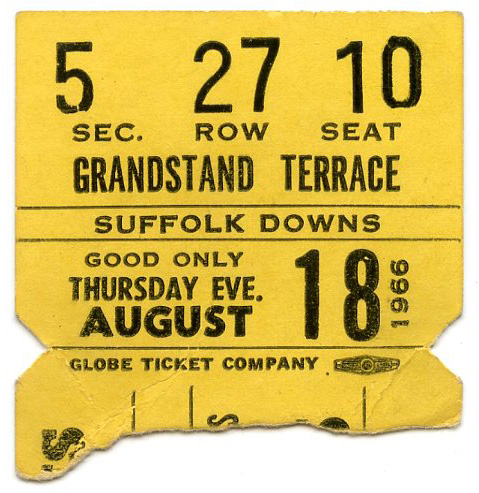 5 27 10
SEC. ROW SEAT
GRANDSTAND TERRACE
SUFFOLK DOWNS
GOOD ONLY
THURSDAY EVE.
AUGUST 18 1966
GLOBE TICKET COMPANY